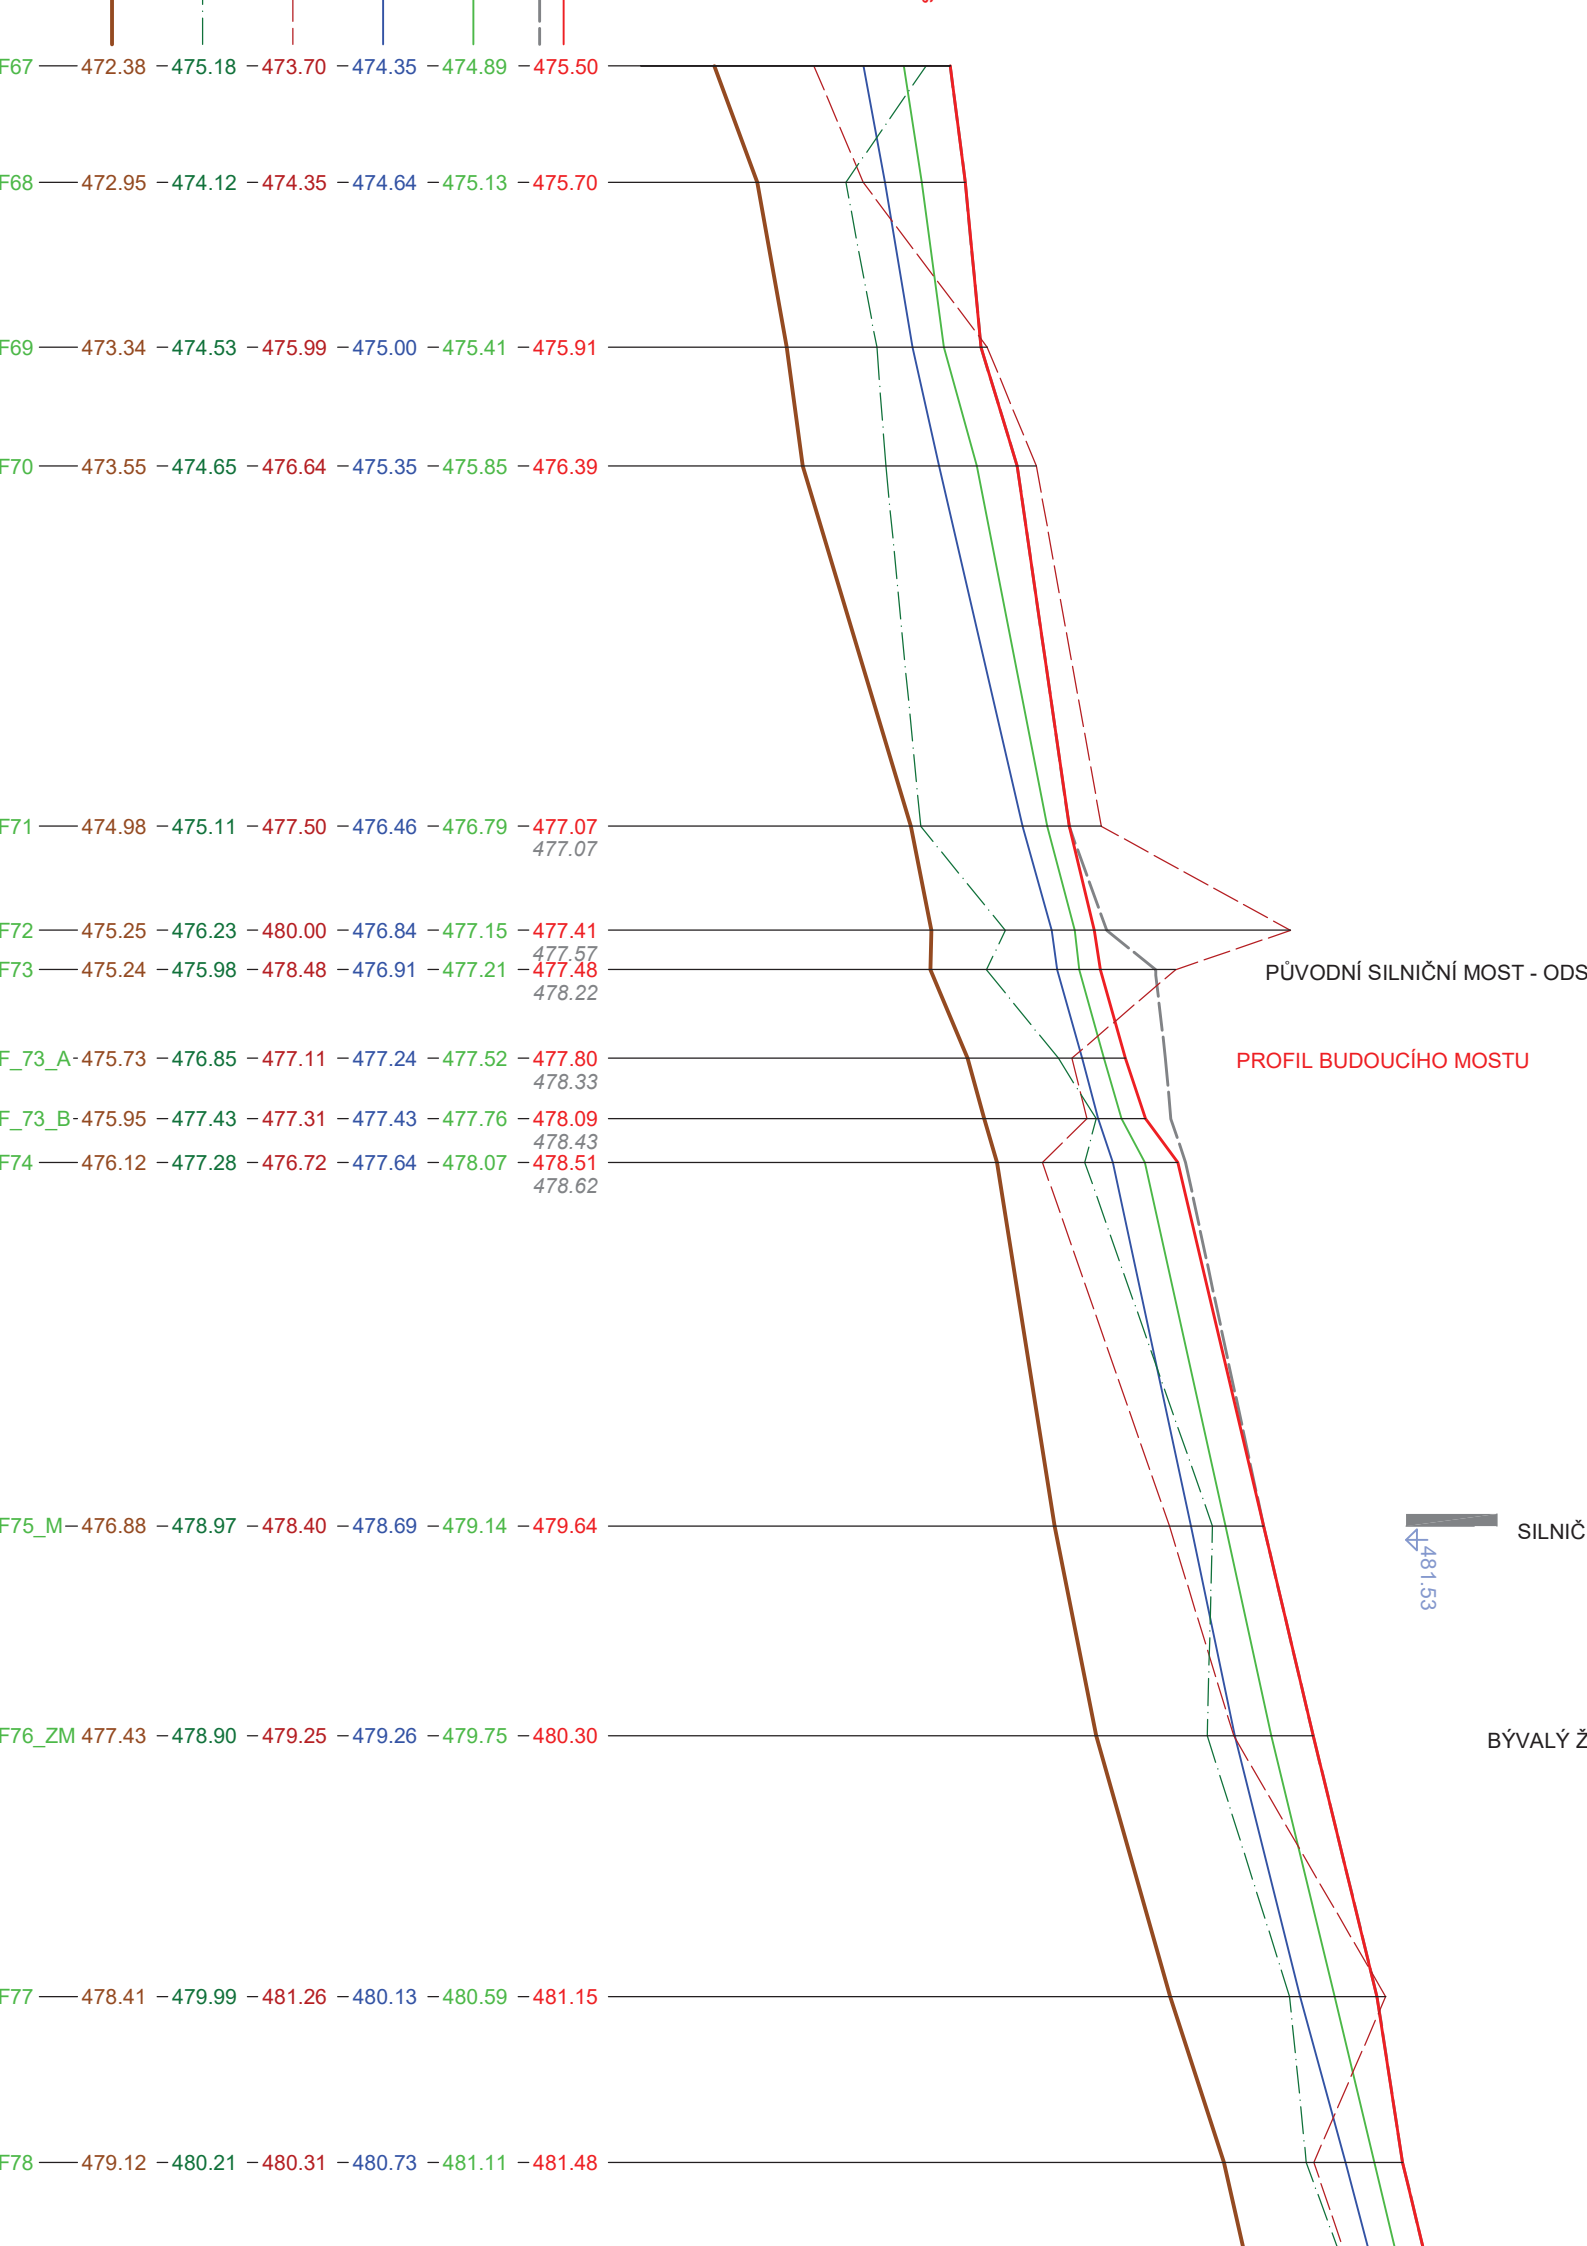 F67 472.38 475.18 473.70 474.35 474.89 475.50
F68 472.95 474.12 474.35 474.64 475.13 475.70
F69 473.34 474.53 475.99 475.00 475.41 475.91
F70 473.55 474.65 476.64 475.35 475.85 476.39
F71 474.98 475.11 477.50 476.46 476.79 477.07
477.07
F72 475.25 476.23 480.00 476.84 477.15 477.41
477.57
F73 475.24 475.98 478.48 476.91 477.21 477.48 PŮVODNÍ SILNIČNÍ MOST - ODS
478.22
F_73_A 475.73 476.85 477.11 477.24 477.52 477.80 PROFIL BUDOUCÍHO MOSTU
478.33
F_73_B 475.95 477.43 477.31 477.43 477.76 478.09
478.43
F74 476.12 477.28 476.72 477.64 478.07 478.51
478.62
F75_M 476.88 478.97 478.40 478.69 479.14 479.64 SILNIČ
481.53
F76_ZM 477.43 478.90 479.25 479.26 479.75 480.30 BÝVALÝ Ž
F77 478.41 479.99 481.26 480.13 480.59 481.15
F78 479.12 480.21 480.31 480.73 481.11 481.48